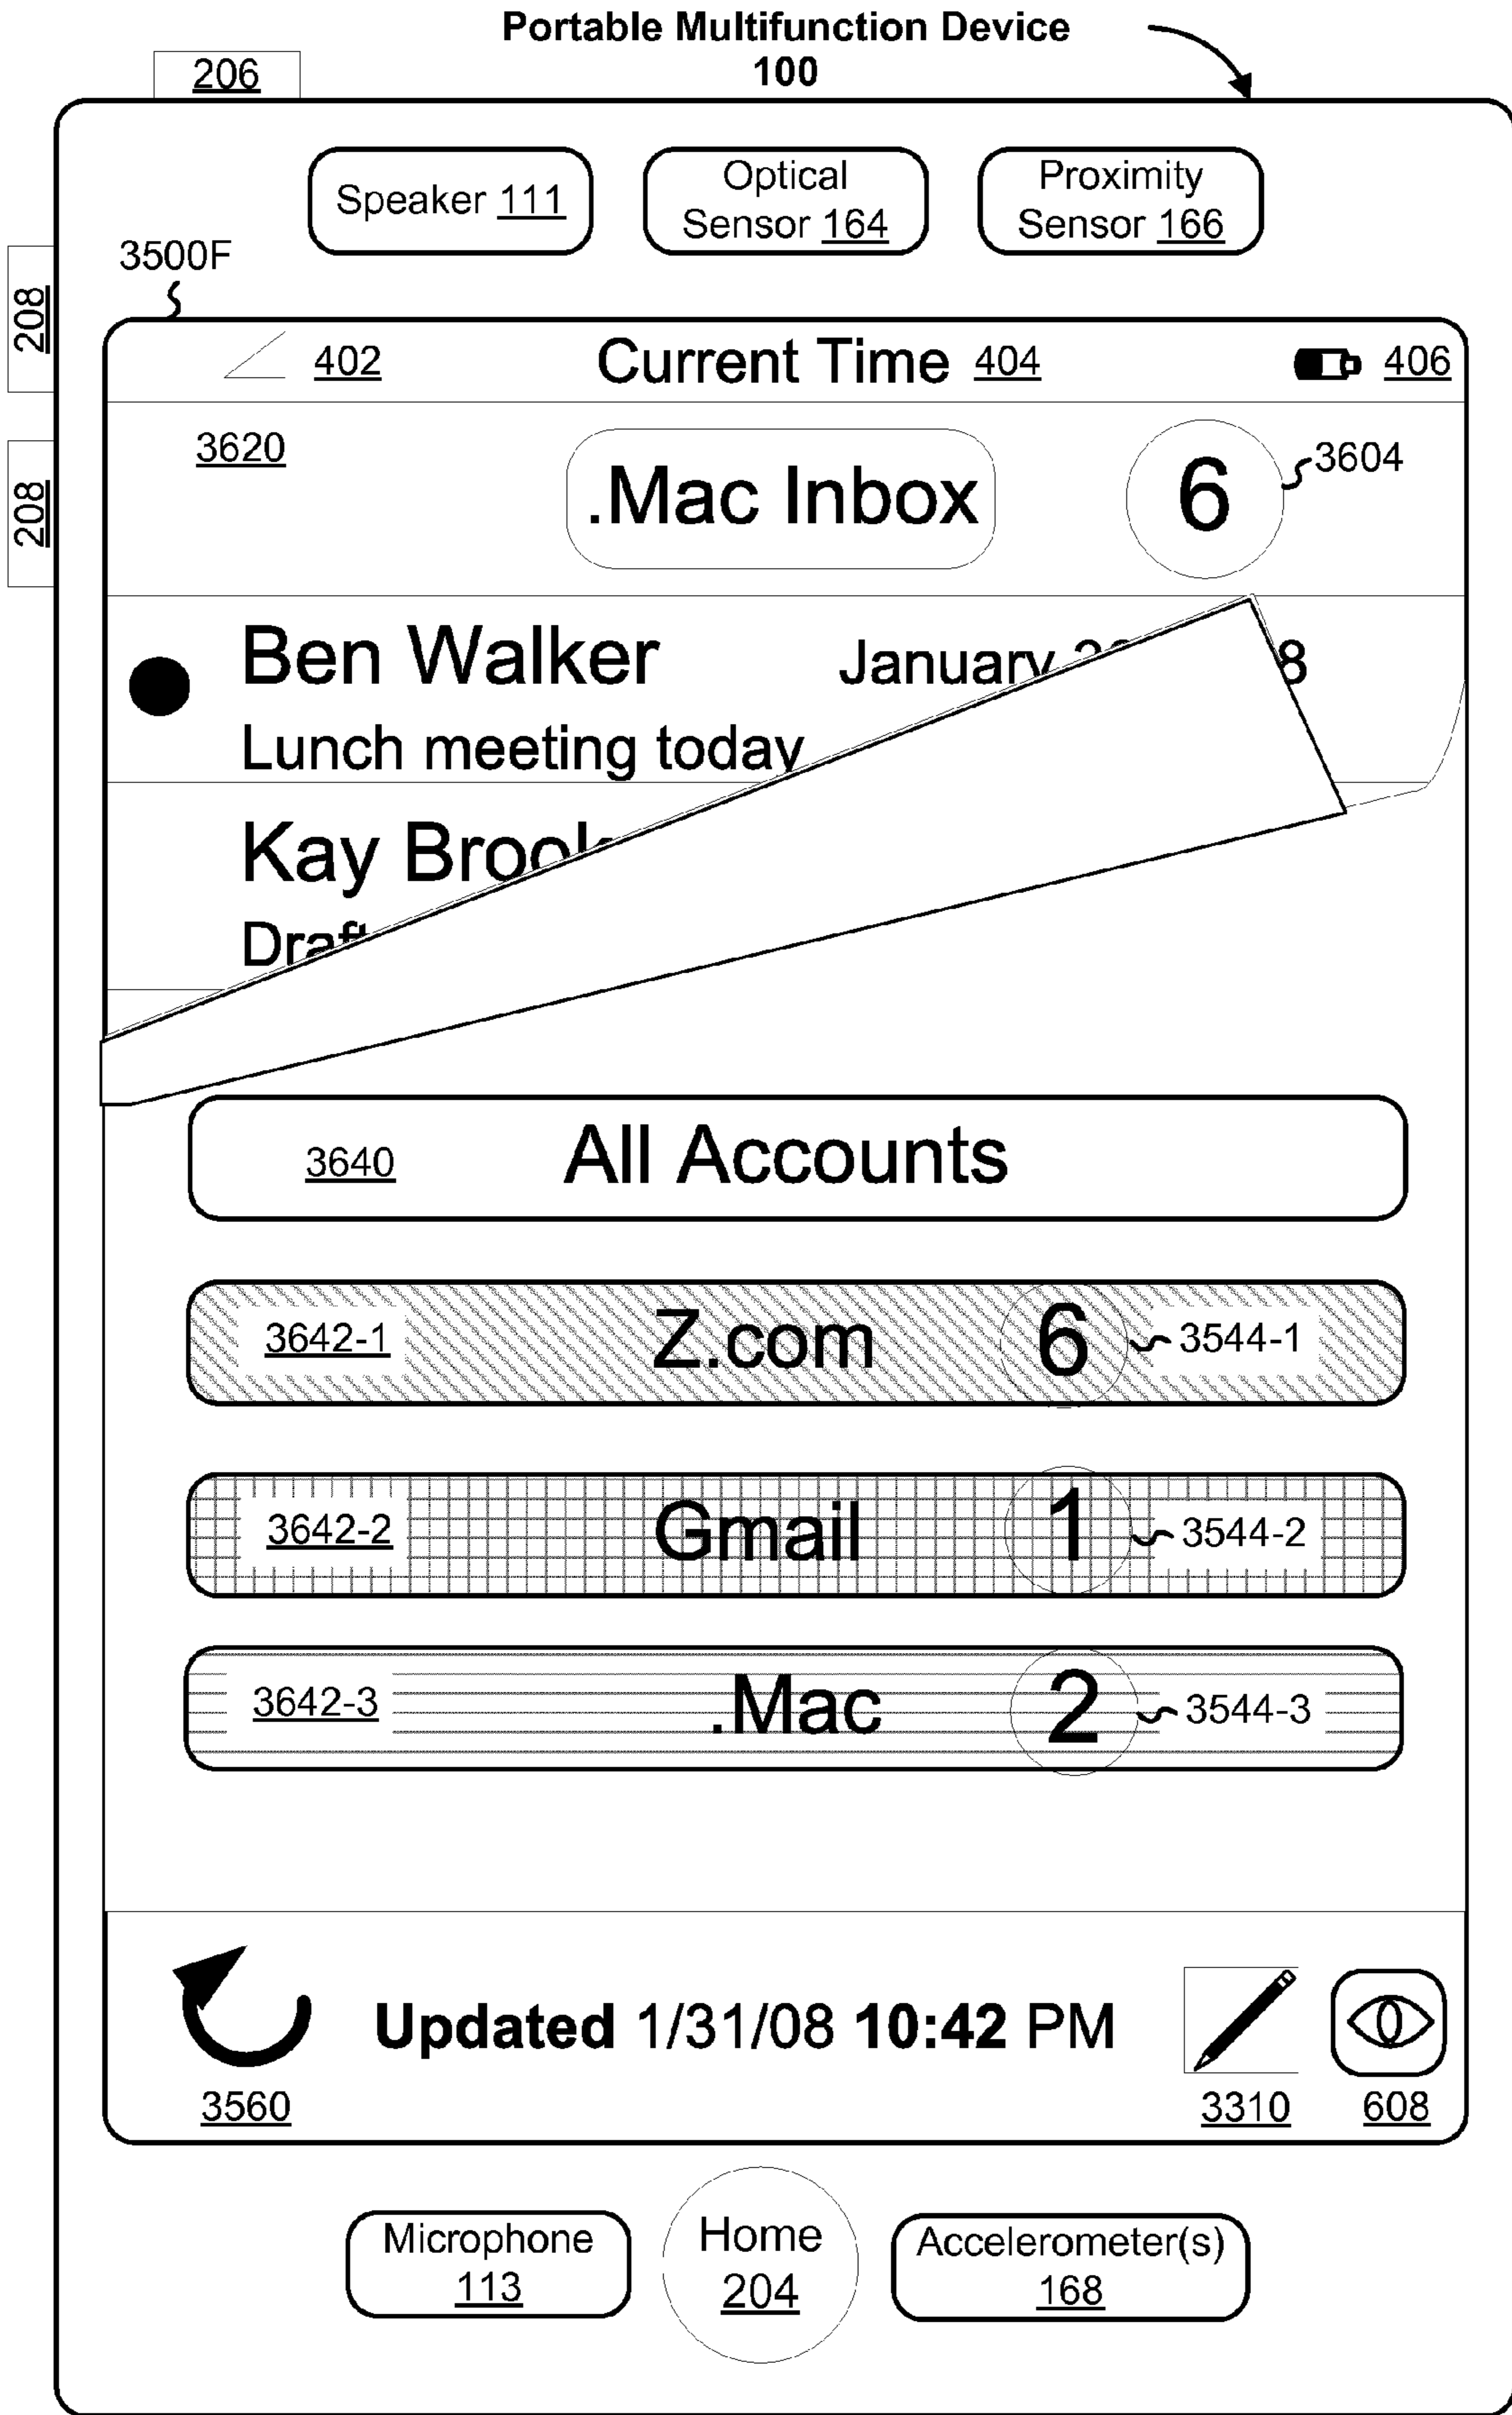 Portable Multifunction Device
100
206
Speaker 111
Optical
Sensor 164
Proximity
Sensor 166
3500F
208
208
402 Current Time 404 406
3620 .Mac Inbox 6 3604
Ben Walker
Lunch meeting today
Kay
3640 All Accounts
3642-1 Z.com 6 3544-1
3642-2 Gmail 1 3544-2
3642-3 .Mac 2 3544-3
Updated 1/31/08 10:42 PM
3560 3310 608
Microphone
113
Home
204
Accelerometer(s)
168